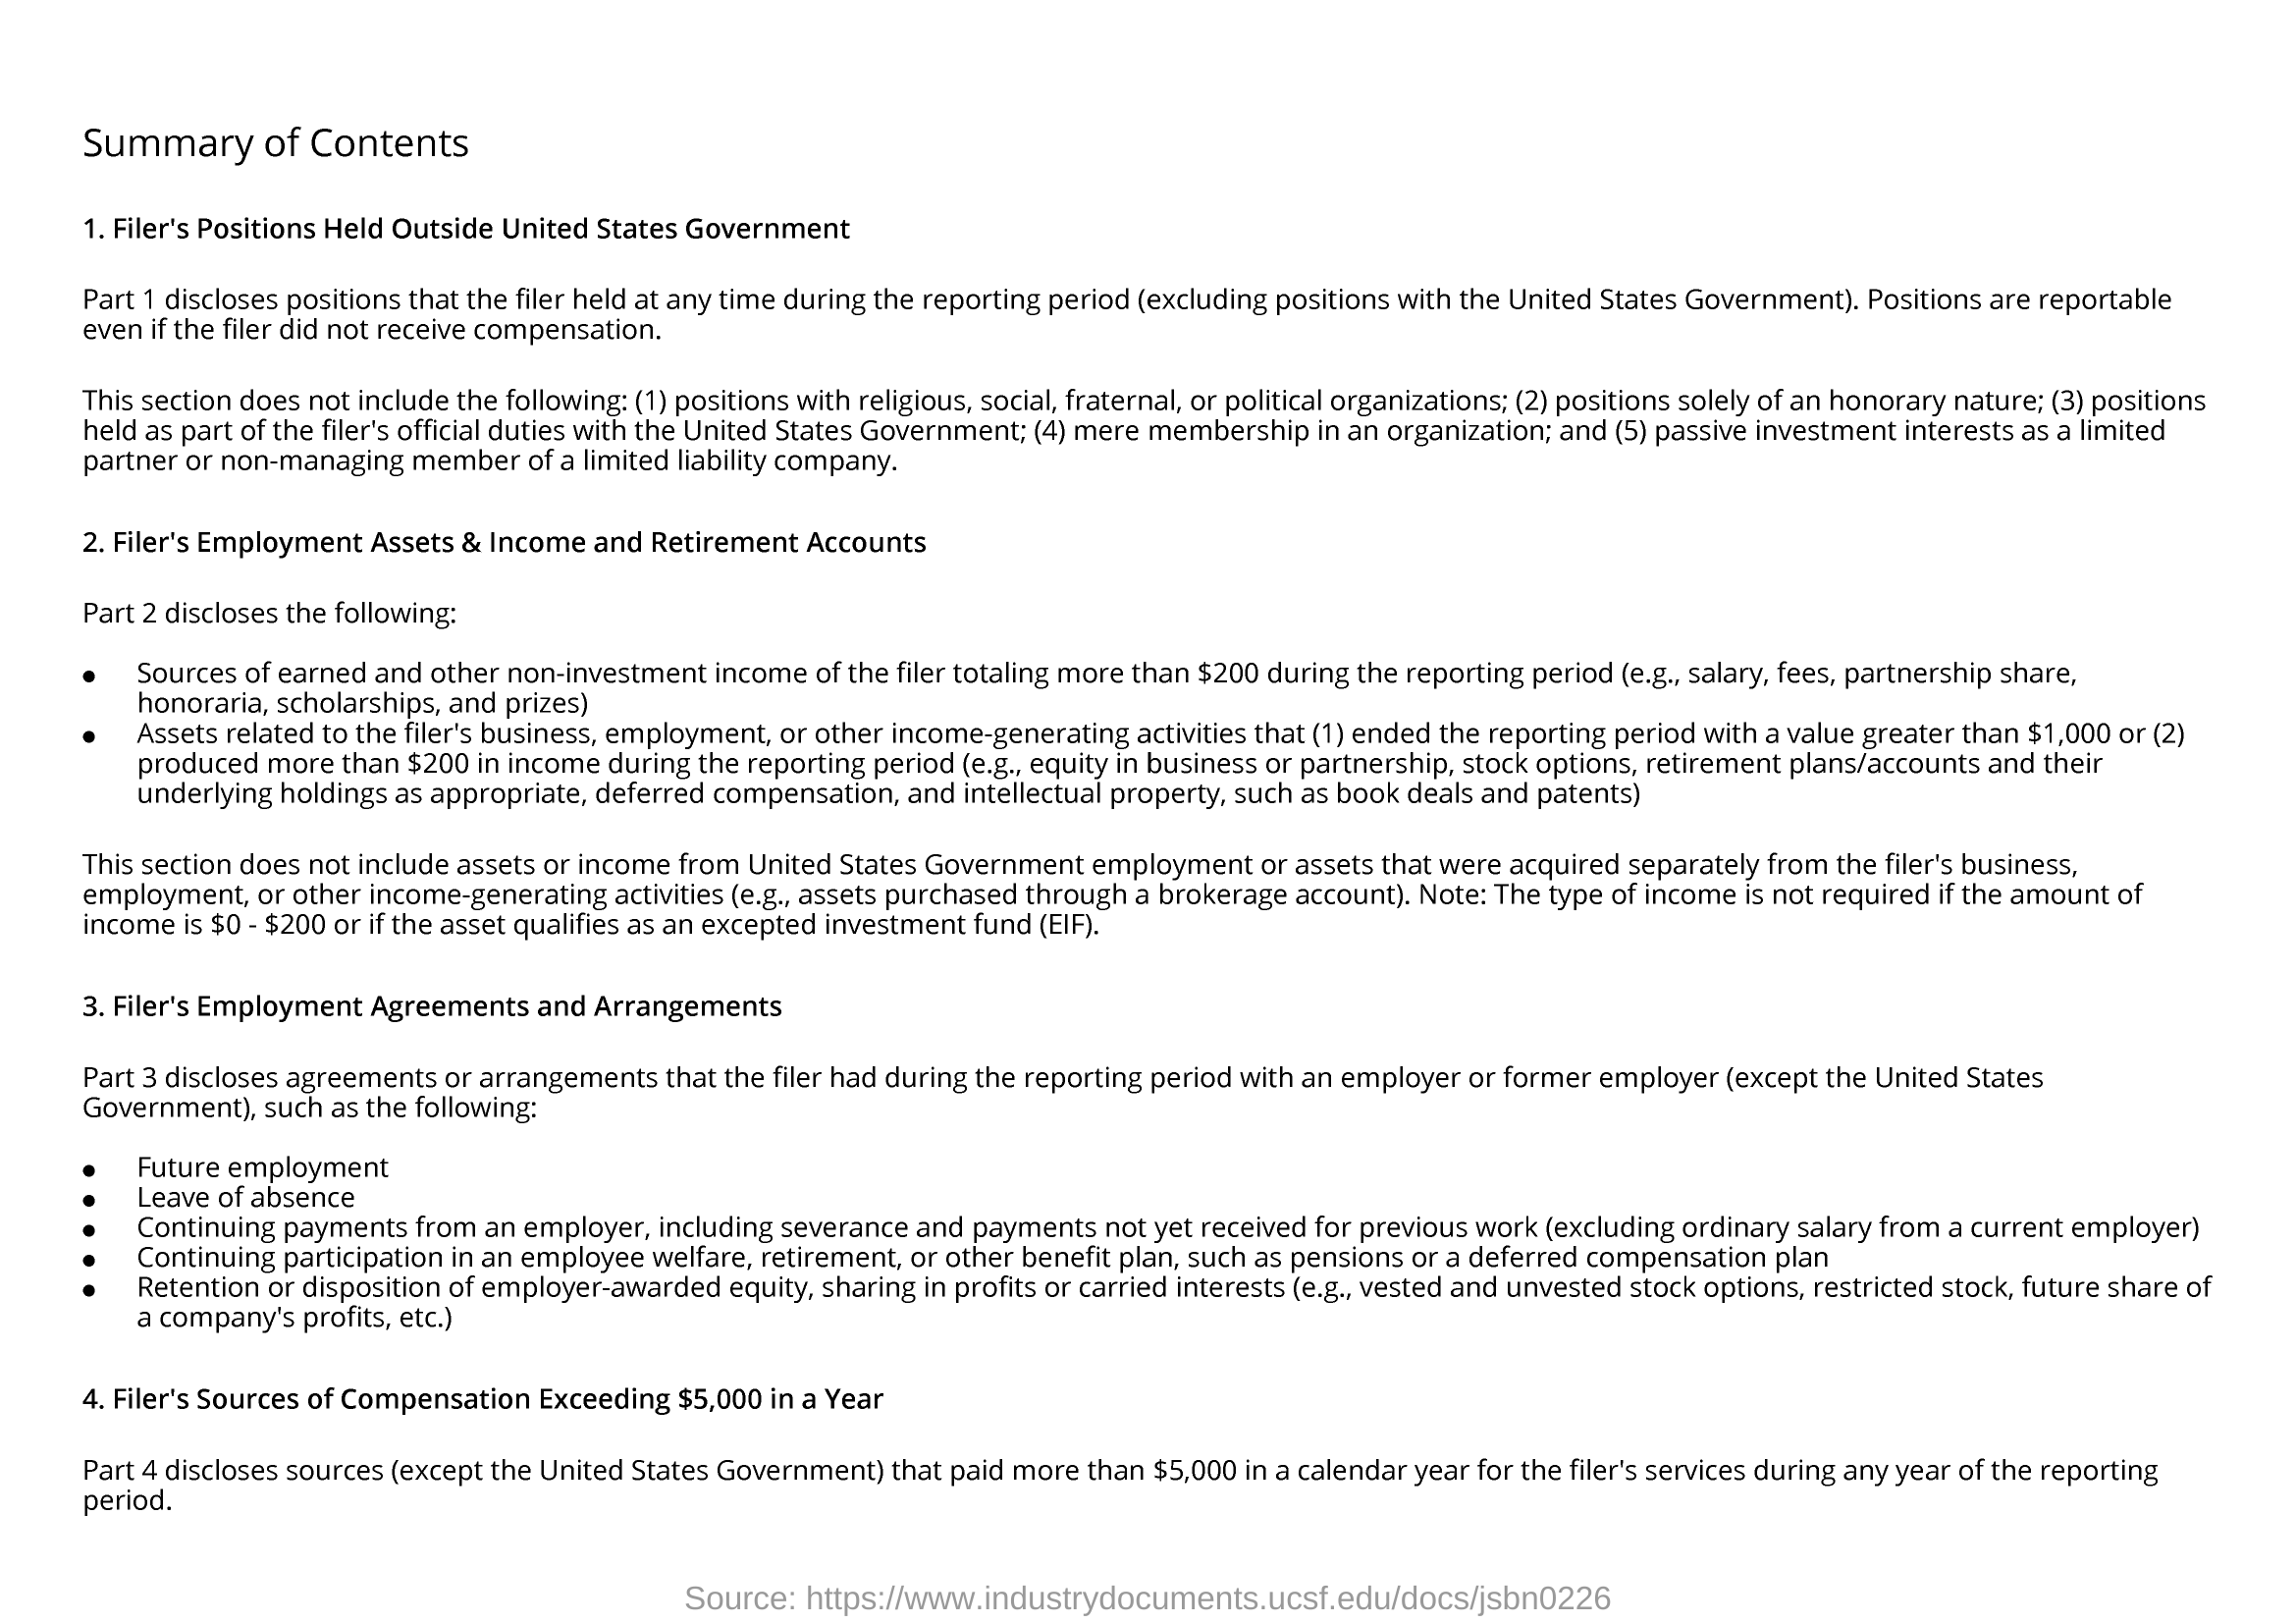 Summary of Contents
1. Filer's Positions Held Outside United States Government
Part 1 discloses positions that the filer held at any time during the reporting period (excluding positions with the United States Government). Positions are reportable
even if the filer did not receive compensation.
This section does not include the following: (1) positions with religious, social, fraternal, or political organizations; (2) positions solely of an honorary nature; (3) positions
held as part of the filer's official duties with the United States Government; (4) mere membership in an organization; and (5) passive investment interests as a limited
partner or non-managing member of a limited liability company.
2. Filer's Employment Assets & Income and Retirement Accounts
Part 2 discloses the following:
● Sources of earned and other non-investment income of the filer totaling more than $200 during the reporting period (e.g., salary, fees, partnership share,
honoraria, scholarships, and prizes)
● Assets related to the filer's business, employment, or other income-generating activities that (1) ended the reporting period with a value greater than $1,000 or (2)
produced more than $200 in income during the reporting period (e.g., equity in business or partnership, stock options, retirement plans/accounts and their
underlying holdings as appropriate, deferred compensation, and intellectual property, such as book deals and patents)
This section does not include assets or income from United States Government employment or assets that were acquired separately from the filer's business,
employment, or other income-generating activities (e.g., assets purchased through a brokerage account). Note: The type of income is not required if the amount of
income is $0 - $200 or if the asset qualifies as an excepted investment fund (EIF).
3. Filer's Employment Agreements and Arrangements
Part 3 discloses agreements or arrangements that the filer had during the reporting period with an employer or former employer (except the United States
Government), such as the following:
● Future employment
● Leave of absence
● Continuing payments from an employer, including severance and payments not yet received for previous work (excluding ordinary salary from a current employer)
● Continuing participation in an employee welfare, retirement, or other benefit plan, such as pensions or a deferred compensation plan
● Retention or disposition of employer-awarded equity, sharing in profits or carried interests (e.g., vested and unvested stock options, restricted stock, future share of
a company's profits, etc.)
4. Filer's Sources of Compensation Exceeding $5,000 in a Year
Part 4 discloses sources (except the United States Government) that paid more than $5,000 in a calendar year for the filer's services during any year of the reporting
period.
Source: https://www.industrydocuments.ucsf.edu/docs/jsbn0226